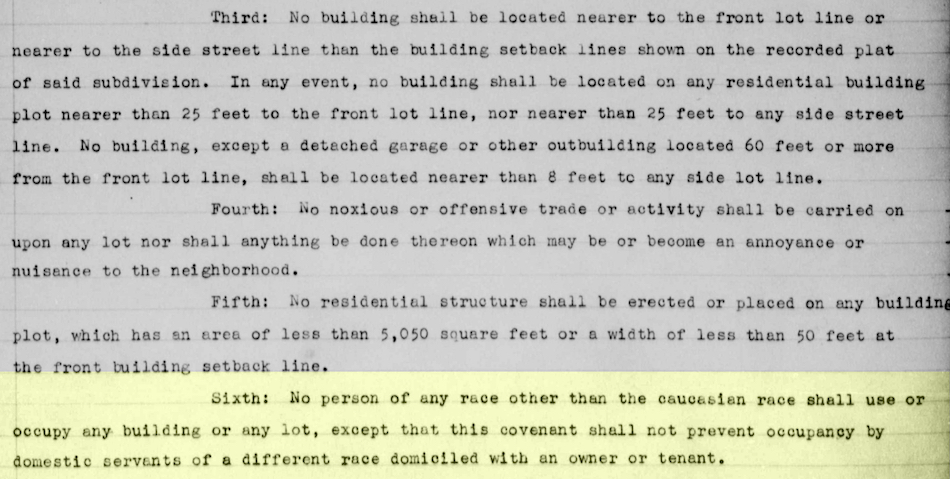 Third: No building shall be located nearer to the front lot line or
nearer to the side street line than the building setback lines shown on the recorded plat
of said subdivision. In any event, no building shall be located on any residential building
plot nearer than 25 feet to the front lot line, nor nearer than 25 feet to any side street
line. No building, except a detached garage or other outbuilding located 60 feet or more
from the front lot line, shall be located nearer than 8 feet to any side lot line.
Fourth: No noxious or offensive trade or activity shall be carried on
upon any lot nor shall anything be done thereon which may be or become an annoyance or
nuisance to the neighborhood.
Fifth: No residential structure shall be erected or placed on any building
plot, which has an area of less than 5,050 square feet or a width of less than 50 feet at
the front building setback line.
Sixth: No person of any race other than the caucasian race shall use or
occupy any building or any lot, except that this covenant shall not prevent occupancy by
domestic servants of a different race domiciled with an owner or tenant.